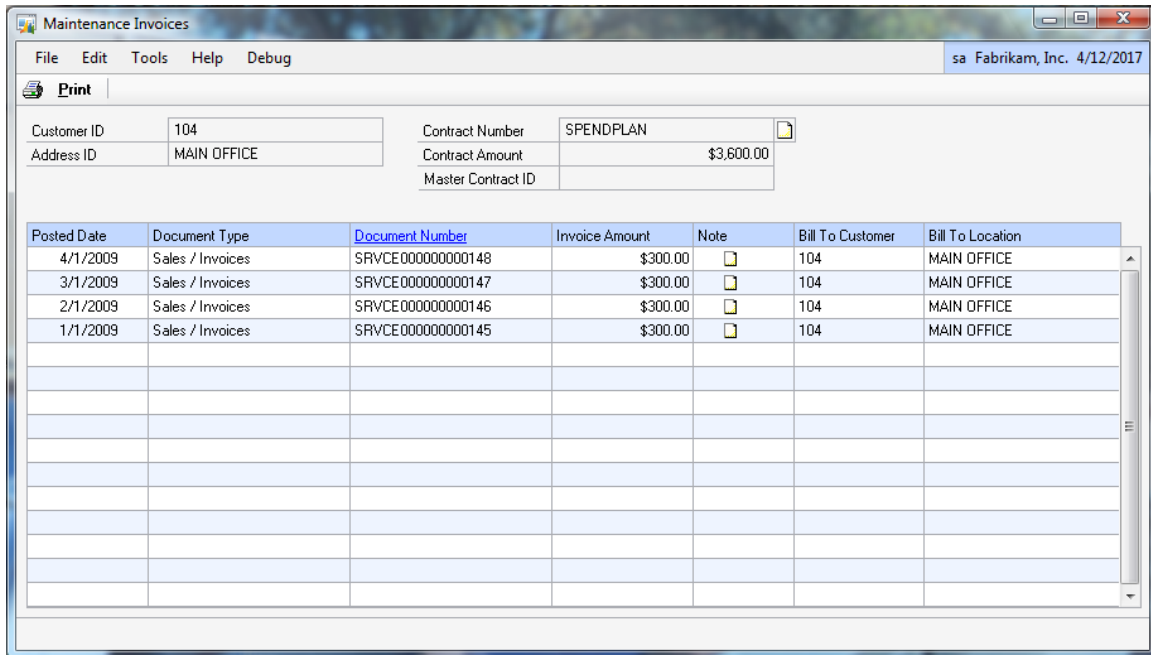 Maintenance Invoices
File Edit Tools Help Debug sa Fabrikam, Inc. 4/12/2017
Print
Customer ID 104 Contract Number SPENDPLAN
Address ID MAIN OFFICE Contract Amount $3,600.00
Master Contract ID
Posted Date Document Type Document Number Invoice Amount Note Bill To Customer Bill To Location
4/1/2009 Sales / Invoices SRVCE000000000148 $300.00 104 MAIN OFFICE
3/1/2009 Sales / Invoices SRVCE000000000147 $300.00 104 MAIN OFFICE
2/1/2009 Sales / Invoices SRVCE000000000146 $300.00 104 MAIN OFFICE
1/1/2009 Sales / Invoices SRVCE000000000145 $300.00 104 MAIN OFFICE